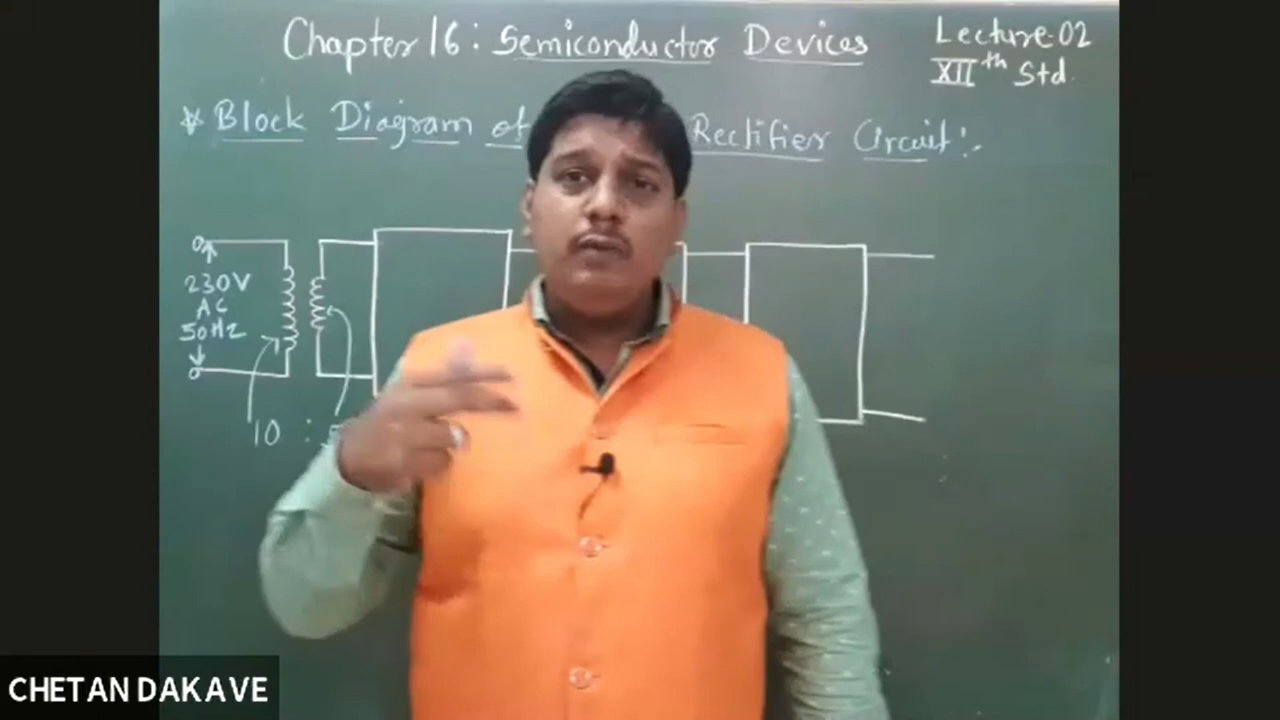 Chapter 16 : Semiconductor Devices
Lecture-02
XIIth Std.
* Block Diagram of Rectifier Circuit :-
230V
AC
50Hz
10 :
CHETAN DAKAVE